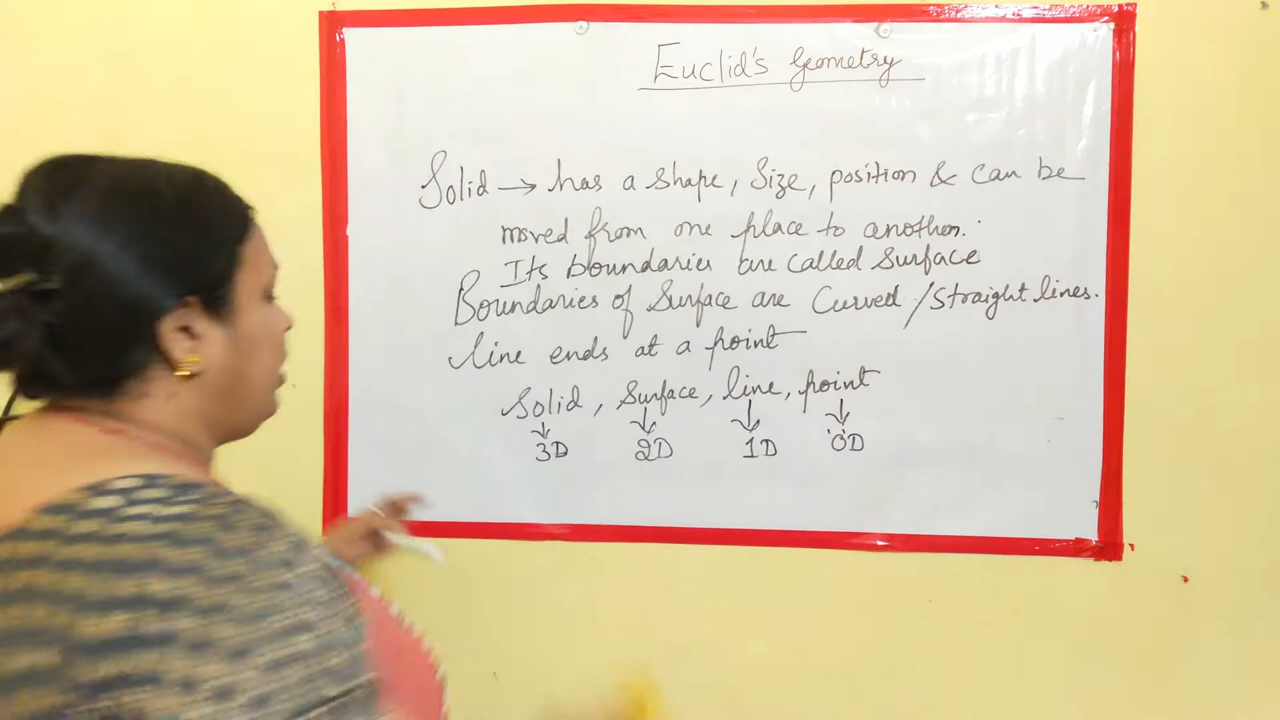 Euclid's Geometry
Solid → has a shape, Size, position & can be
moved from one place to another.
Its boundaries are called Surface
Boundaries of Surface are Curved / Straight lines.
line ends at a point
Solid, Surface, line, point
↓ ↓ ↓ ↓
3D 2D 1D '0'D